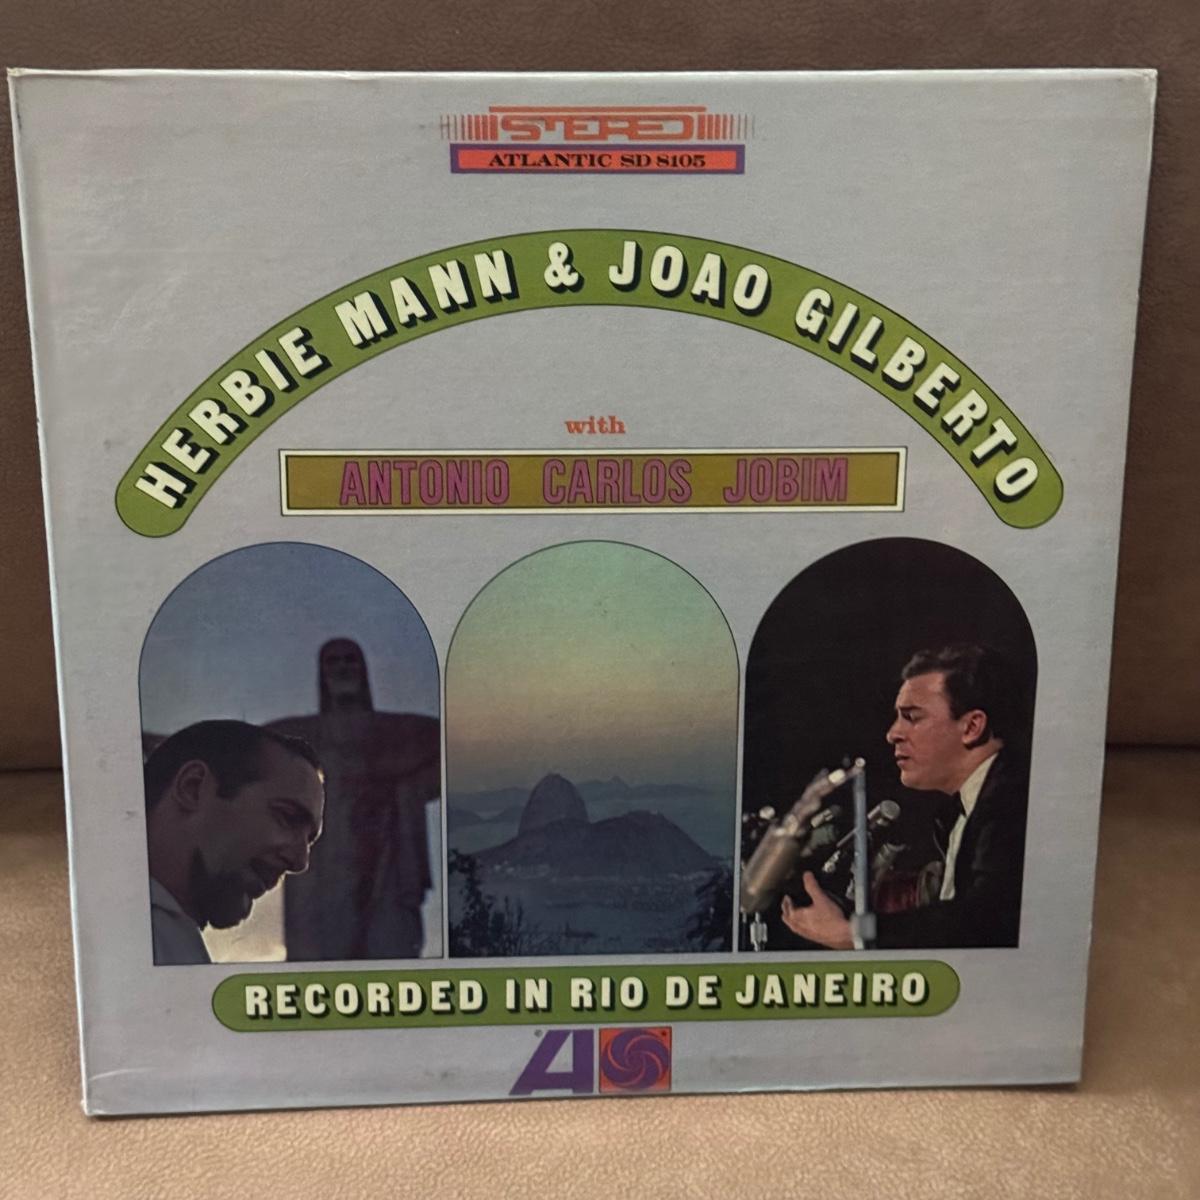 STEREO
ATLANTIC SD 8105
HERBIE MANN & JOAO GILBERTO
with
ANTONIO CARLOS JOBIM
RECORDED IN RIO DE JANEIRO